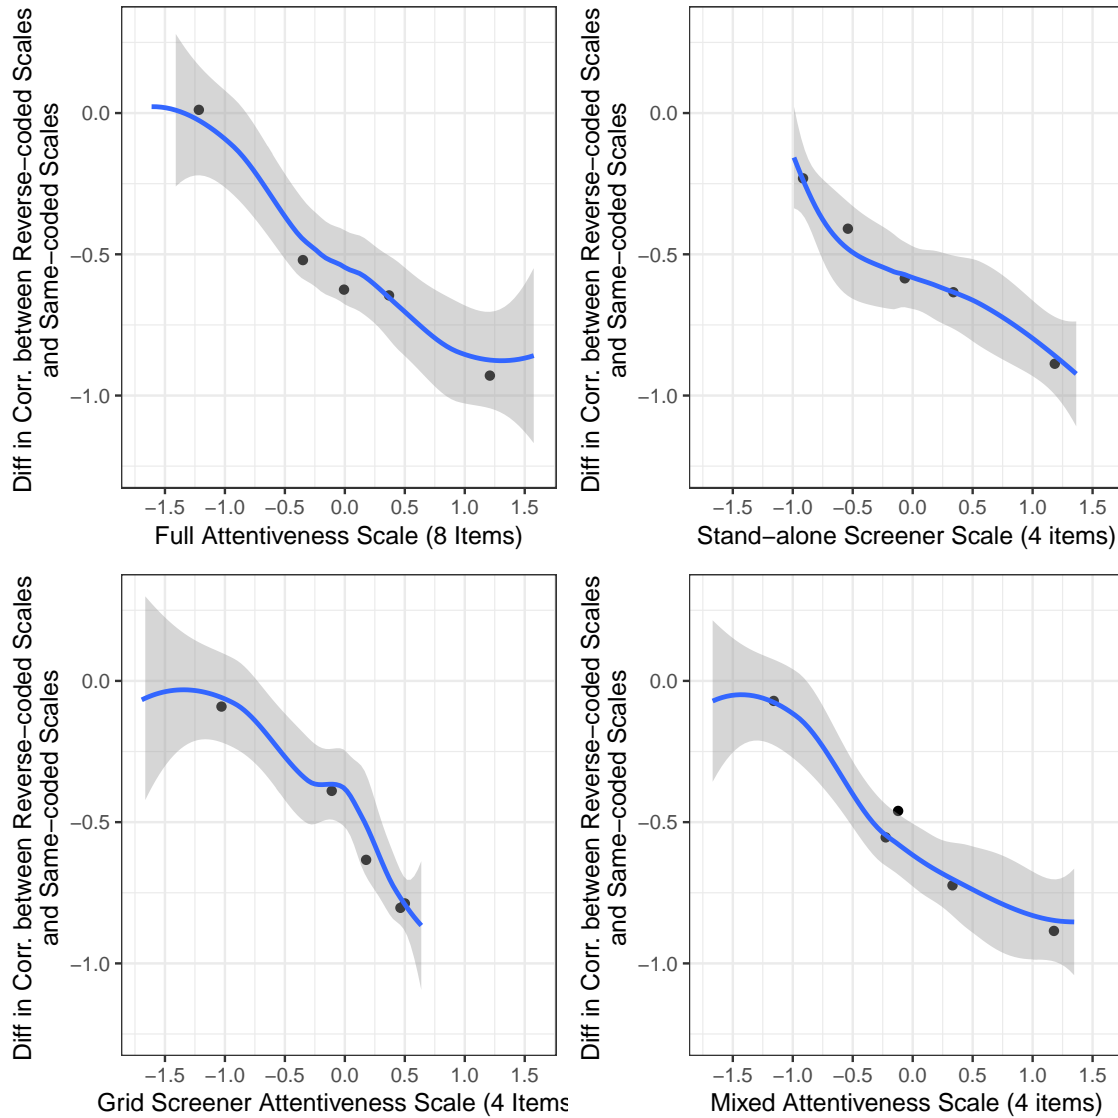 Diff in Corr. between Reverse−coded Scales
and Same−coded Scales
0.0
−0.5
−1.0
−1.5 −1.0 −0.5 0.0 0.5 1.0 1.5
Full Attentiveness Scale (8 Items)
Diff in Corr. between Reverse−coded Scales
and Same−coded Scales
0.0
−0.5
−1.0
−1.5 −1.0 −0.5 0.0 0.5 1.0 1.5
Stand−alone Screener Scale (4 items)
Diff in Corr. between Reverse−coded Scales
and Same−coded Scales
0.0
−0.5
−1.0
−1.5 −1.0 −0.5 0.0 0.5 1.0 1.5
Grid Screener Attentiveness Scale (4 Items
Diff in Corr. between Reverse−coded Scales
and Same−coded Scales
0.0
−0.5
−1.0
−1.5 −1.0 −0.5 0.0 0.5 1.0 1.5
Mixed Attentiveness Scale (4 items)